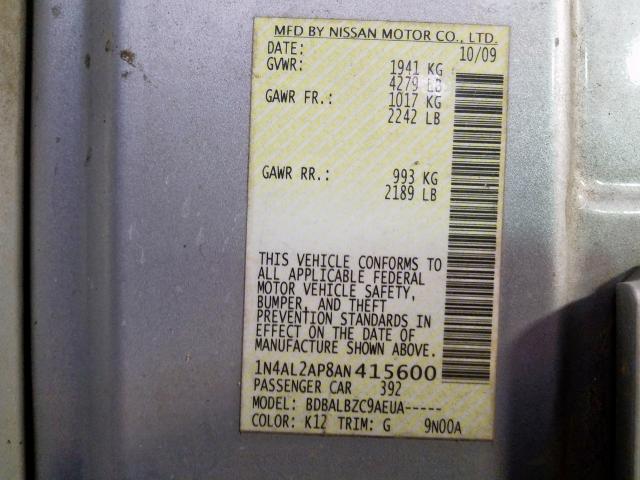 MFD BY NISSAN MOTOR CO., LTD.
DATE: 10/09
GVWR: 1941 KG
4279 LB
GAWR FR.: 1017 KG
2242 LB
GAWR RR.: 993 KG
2189 LB
THIS VEHICLE CONFORMS TO
ALL APPLICABLE FEDERAL
MOTOR VEHICLE SAFETY,
BUMPER, AND THEFT
PREVENTION STANDARDS IN
EFFECT ON THE DATE OF
MANUFACTURE SHOWN ABOVE.
1N4AL2AP8AN415600
PASSENGER CAR 392
MODEL: BDBALBZC9AEUA-----
COLOR: K12 TRIM: G 9N00A